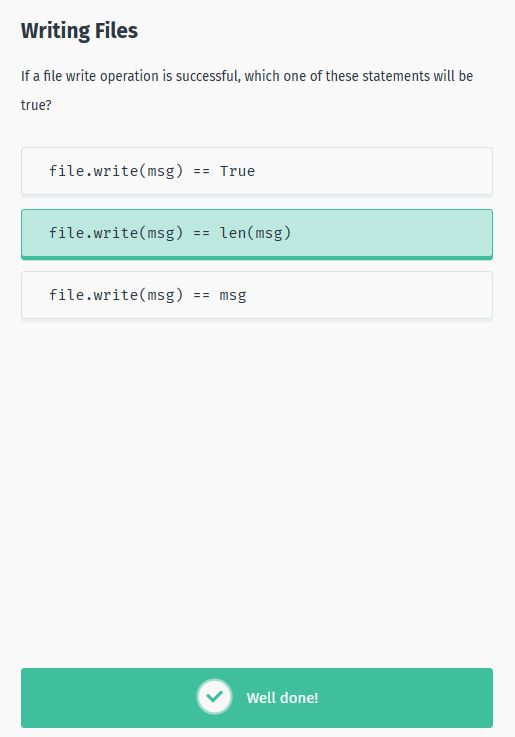 Writing Files
If a file write operation is successful, which one of these statements will be
true?
file.write(msg) == True
file.write(msg) == len(msg)
file.write(msg) == msg
Well done!